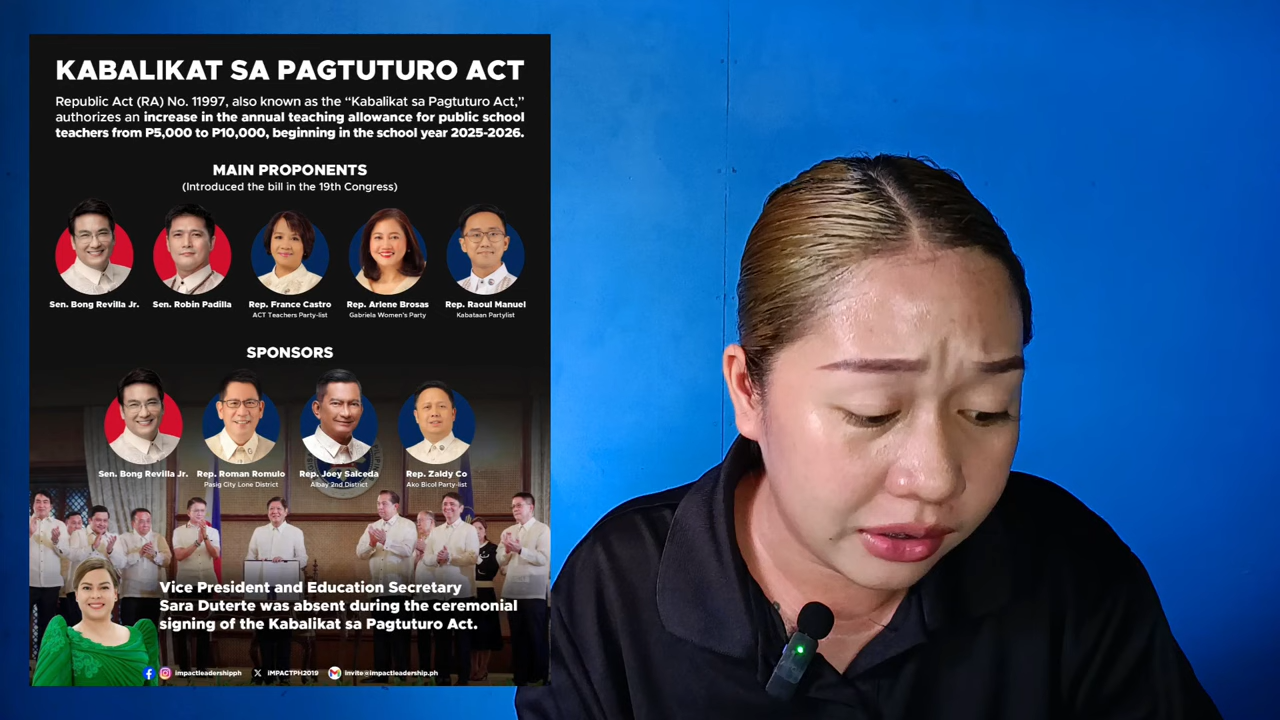 KABALIKAT SA PAGTUTURO ACT
Republic Act (RA) No. 11997, also known as the “Kabalikat sa Pagtuturo Act,”
authorizes an increase in the annual teaching allowance for public school
teachers from P5,000 to P10,000, beginning in the school year 2025-2026.
MAIN PROPONENTS
(Introduced the bill in the 19th Congress)
Sen. Bong Revilla Jr.
Sen. Robin Padilla
Rep. France Castro
ACT Teachers Party-list
Rep. Arlene Brosas
Gabriela Women's Party
Rep. Raoul Manuel
Kabataan Partylist
SPONSORS
Sen. Bong Revilla Jr.
Rep. Roman Romulo
Pasig City Lone District
Rep. Joey Salceda
Albay 2nd District
Rep. Zaldy Co
Ako Bicol Party-list
Vice President and Education Secretary
Sara Duterte was absent during the ceremonial
signing of the Kabalikat sa Pagtuturo Act.
impactleadershipph
iMPACTPH2019
invite@impactleadership.ph